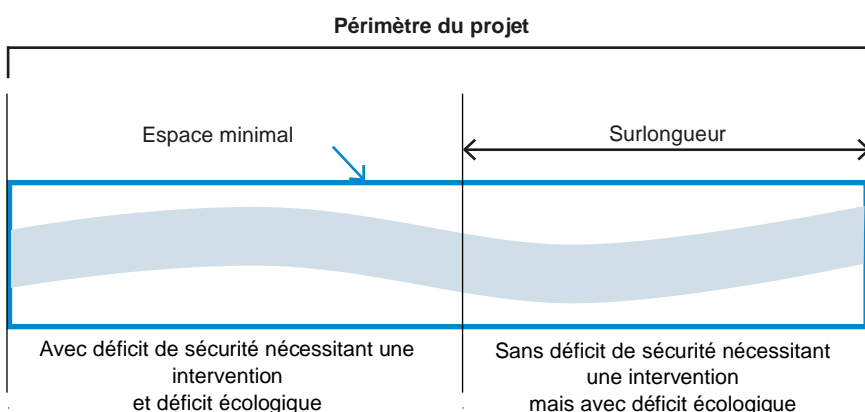 Périmètre du projet
Espace minimal
Surlongueur
Avec déficit de sécurité nécessitant une
intervention
et déficit écologique
Sans déficit de sécurité nécessitant
une intervention
mais avec déficit écologique